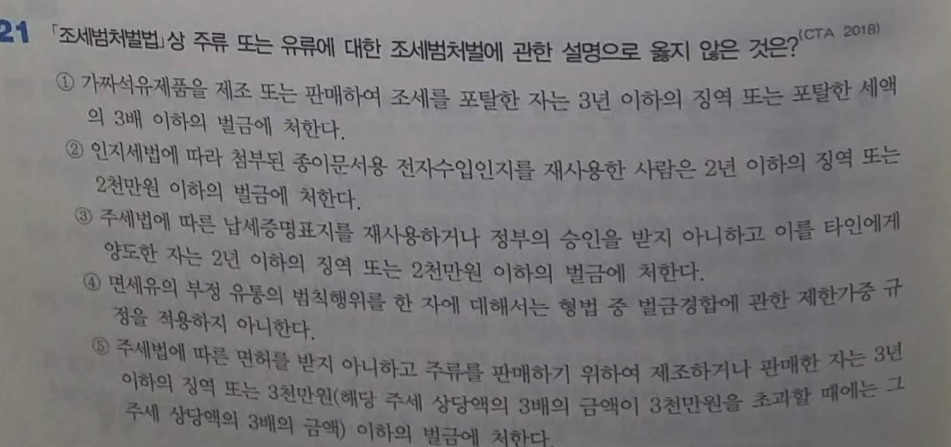 21 「조세범처벌법」상 주류 또는 유류에 대한 조세범처벌에 관한 설명으로 옳지 않은 것은?(CTA 2018)
① 가짜석유제품을 제조 또는 판매하여 조세를 포탈한 자는 3년 이하의 징역 또는 포탈한 세액
의 3배 이하의 벌금에 처한다.
② 인지세법에 따라 첨부된 종이문서용 전자수입인지를 재사용한 사람은 2년 이하의 징역 또는
2천만원 이하의 벌금에 처한다.
③ 주세법에 따른 납세증명표지를 재사용하거나 정부의 승인을 받지 아니하고 이를 타인에게
양도한 자는 2년 이하의 징역 또는 2천만원 이하의 벌금에 처한다.
④ 면세유의 부정 유통의 범칙행위를 한 자에 대해서는 형법 중 벌금경합에 관한 제한가중 규
정을 적용하지 아니한다.
⑤ 주세법에 따른 면허를 받지 아니하고 주류를 판매하기 위하여 제조하거나 판매한 자는 3년
이하의 징역 또는 3천만원(해당 주세 상당액의 3배의 금액이 3천만원을 초과할 때에는 그
주세 상당액의 3배의 금액) 이하의 벌금에 처한다.